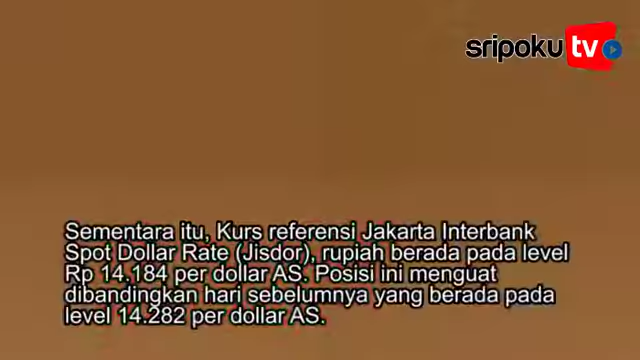 sripoku tv
Sementara itu, Kurs referensi Jakarta Interbank
Spot Dollar Rate (Jisdor), rupiah berada pada level
Rp 14.184 per dollar AS. Posisi ini menguat
dibandingkan hari sebelumnya yang berada pada
level 14.282 per dollar AS.